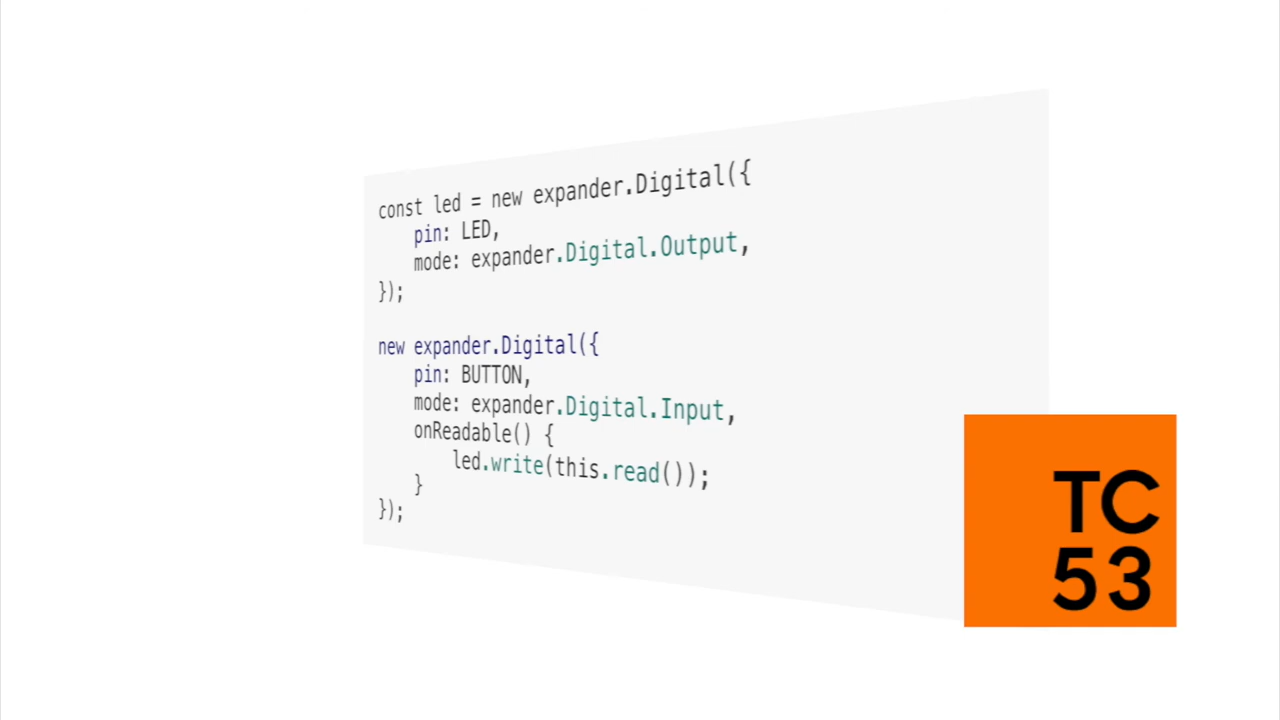 const led = new expander.Digital({
    pin: LED,
    mode: expander.Digital.Output,
});

new expander.Digital({
    pin: BUTTON,
    mode: expander.Digital.Input,
    onReadable() {
        led.write(this.read());
    }
});
TC
53